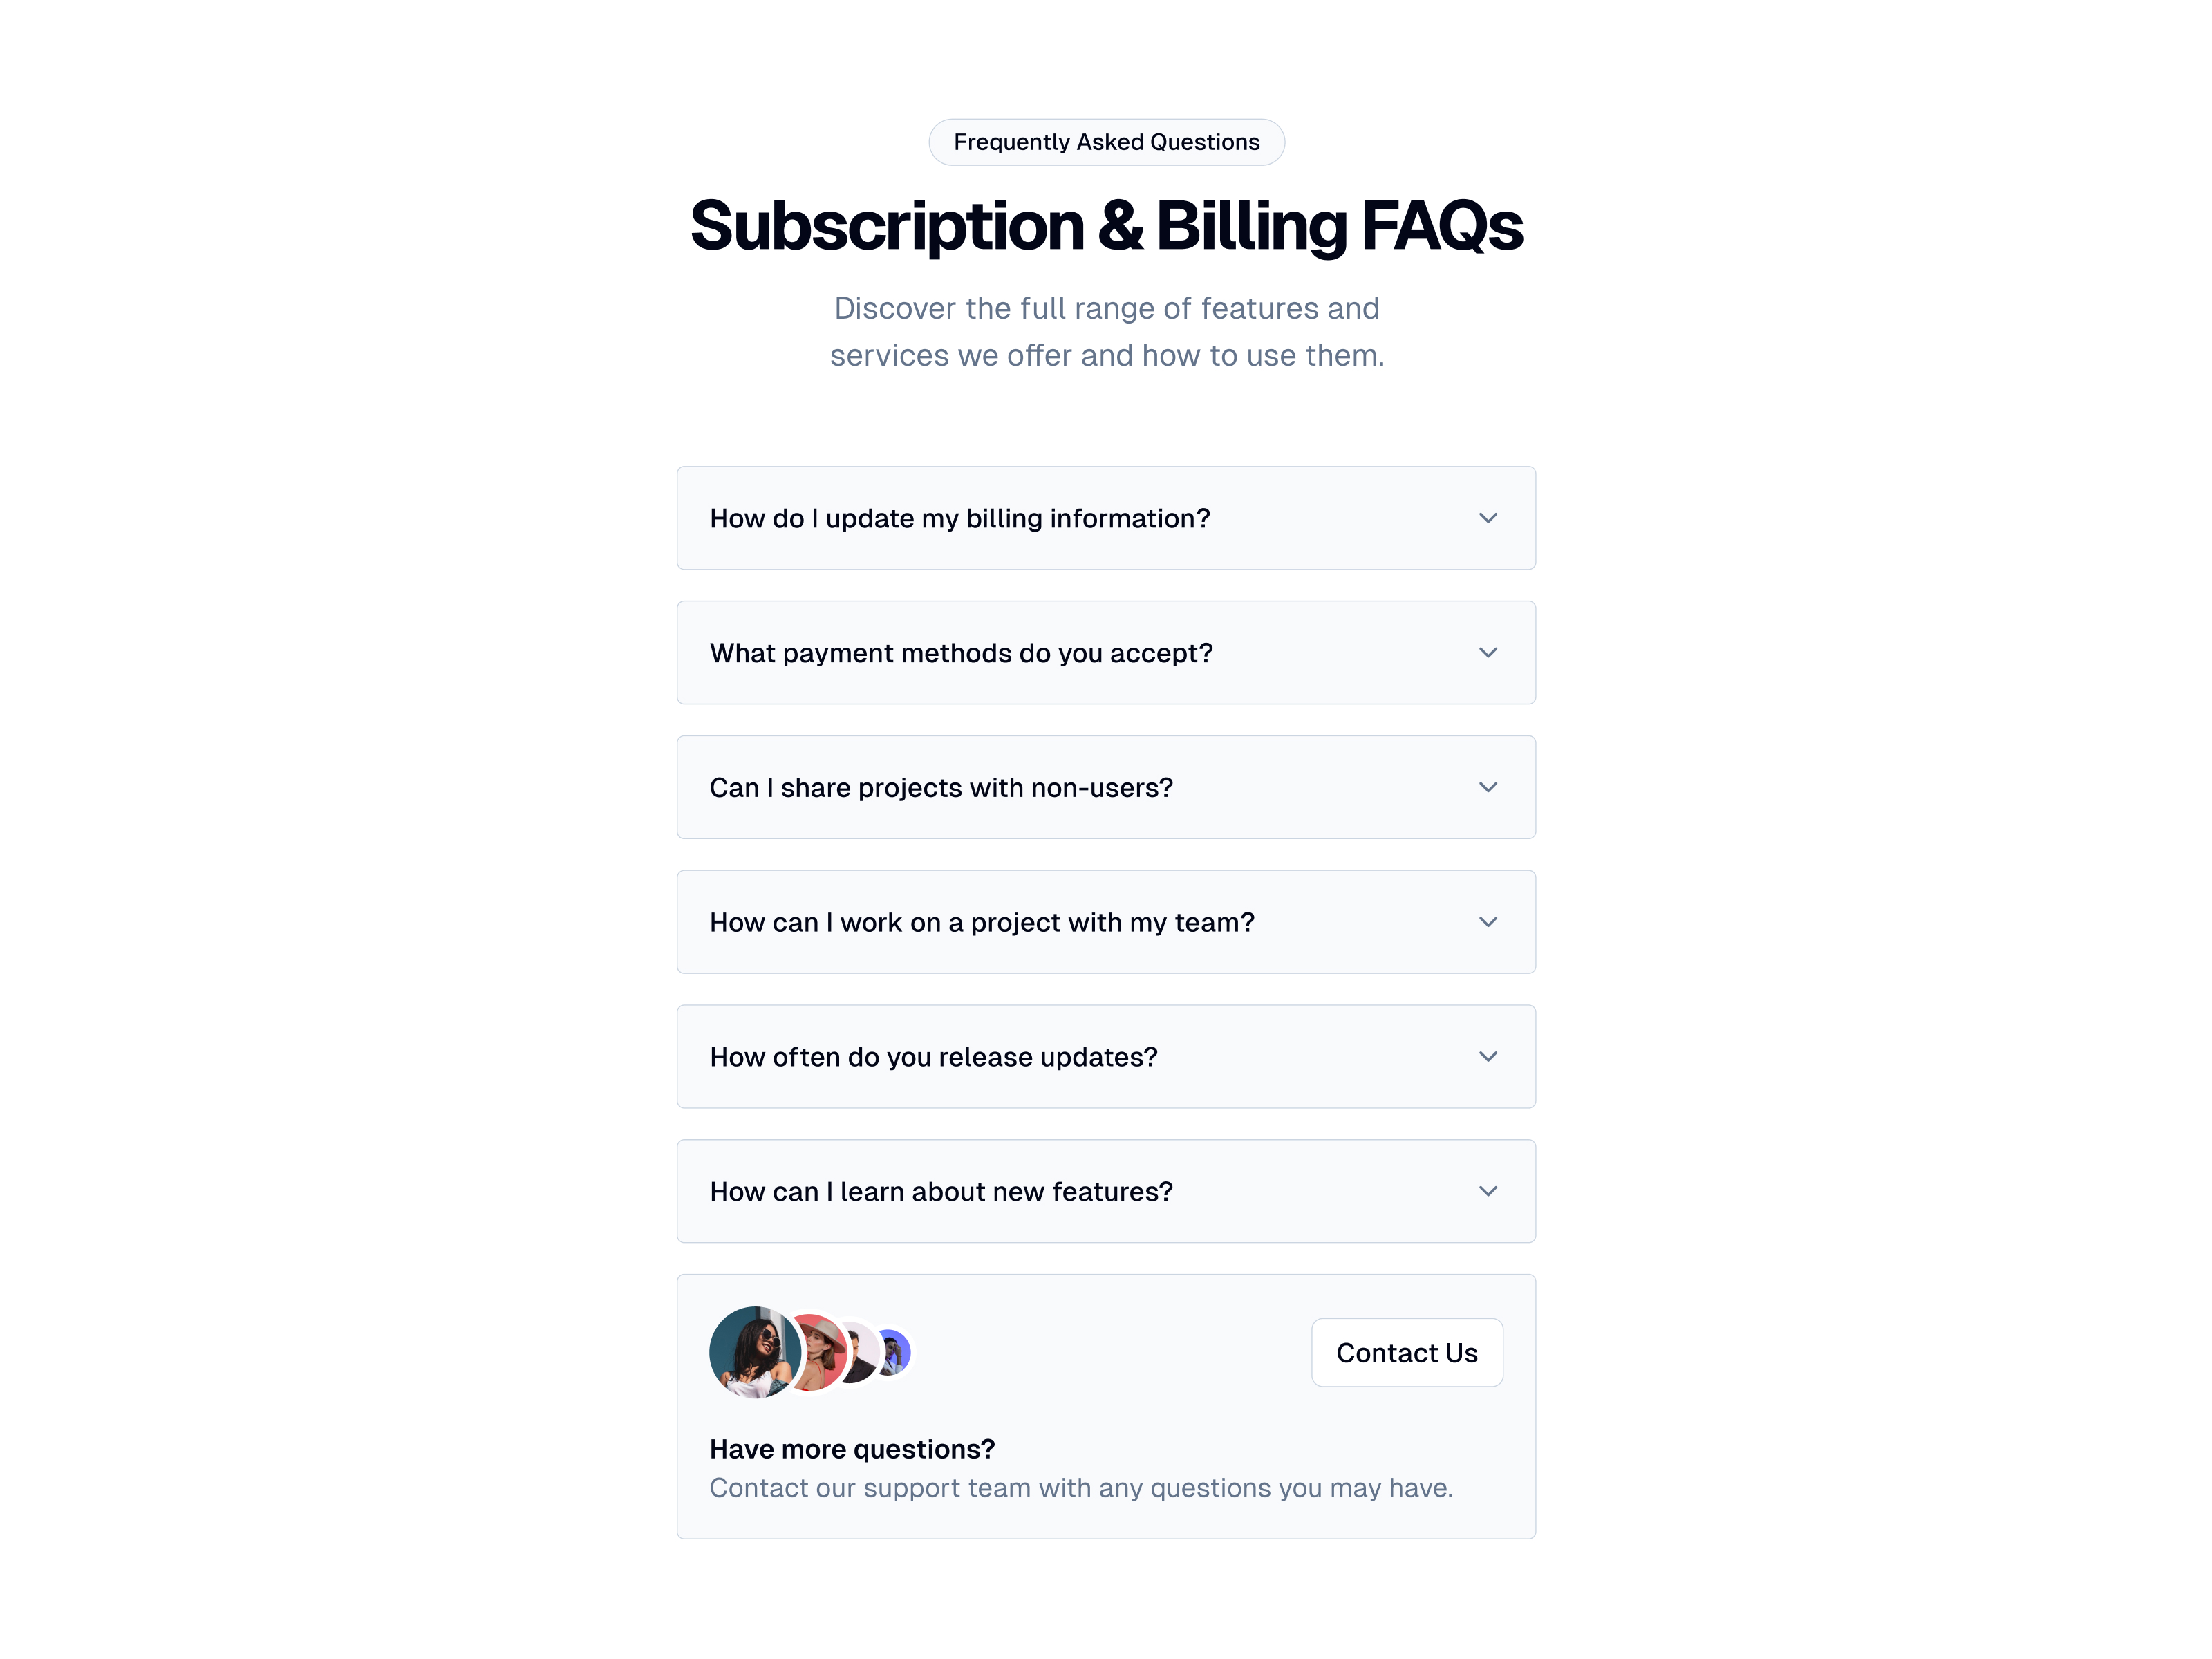 Frequently Asked Questions
Subscription & Billing FAQs
Discover the full range of features and
services we offer and how to use them.
How do I update my billing information?
What payment methods do you accept?
Can I share projects with non-users?
How can I work on a project with my team?
How often do you release updates?
How can I learn about new features?
Contact Us
Have more questions?
Contact our support team with any questions you may have.